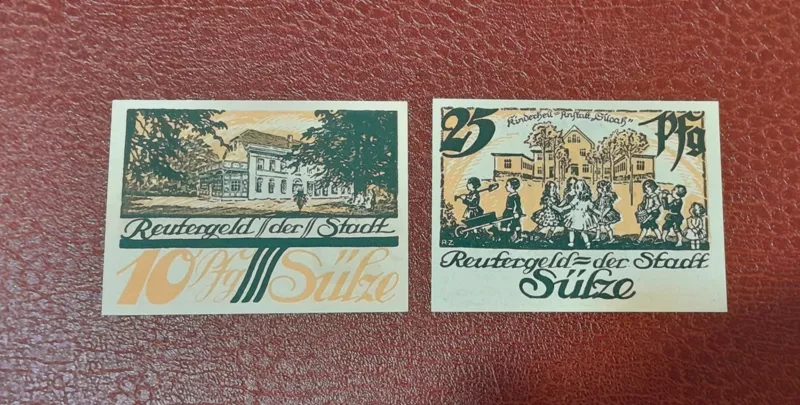 Reutergeld // der // Stadt
10 Pfg /// Sülze
25 Pfg
Kinderheil=Anstalt „Siloah“
A.Z
Reutergeld=der Stadt
Sülze